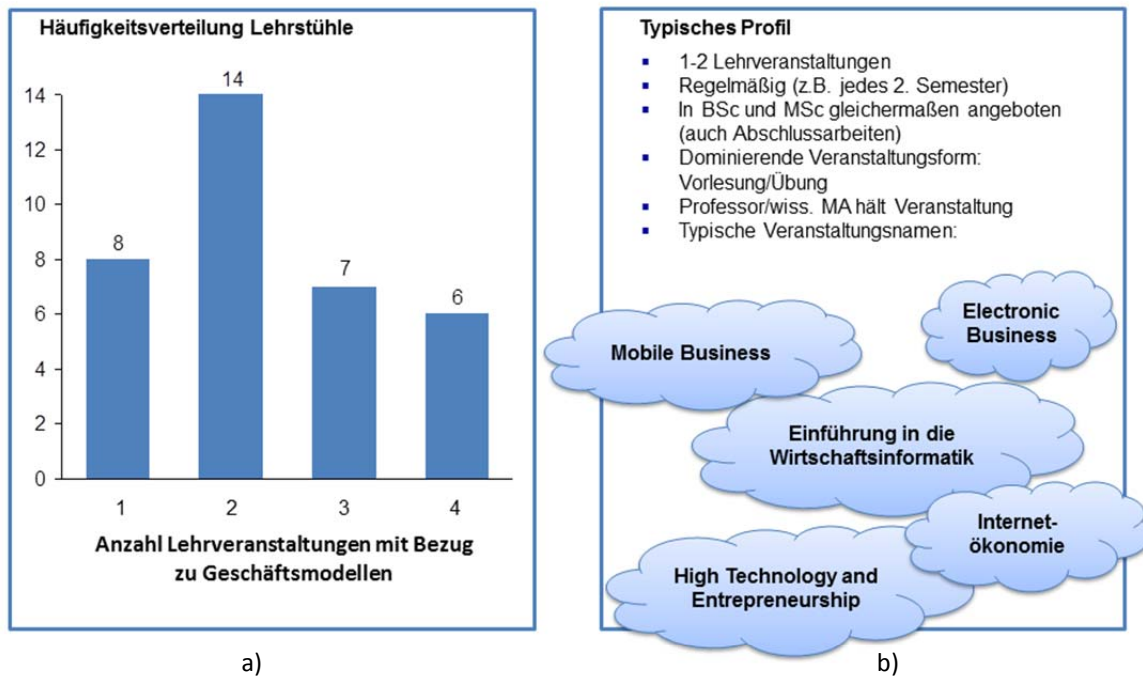 Häufigkeitsverteilung Lehrstühle
14
12
10
8
6
4
2
0
8
14
7
6
1 2 3 4
Anzahl Lehrveranstaltungen mit Bezug
zu Geschäftsmodellen
a)
Typisches Profil
▪ 1-2 Lehrveranstaltungen
▪ Regelmäßig (z.B. jedes 2. Semester)
▪ In BSc und MSc gleichermaßen angeboten
(auch Abschlussarbeiten)
▪ Dominierende Veranstaltungsform:
Vorlesung/Übung
▪ Professor/wiss. MA hält Veranstaltung
▪ Typische Veranstaltungsnamen:
Electronic
Business
Mobile Business
Einführung in die
Wirtschaftsinformatik
Internet-
ökonomie
High Technology and
Entrepreneurship
b)